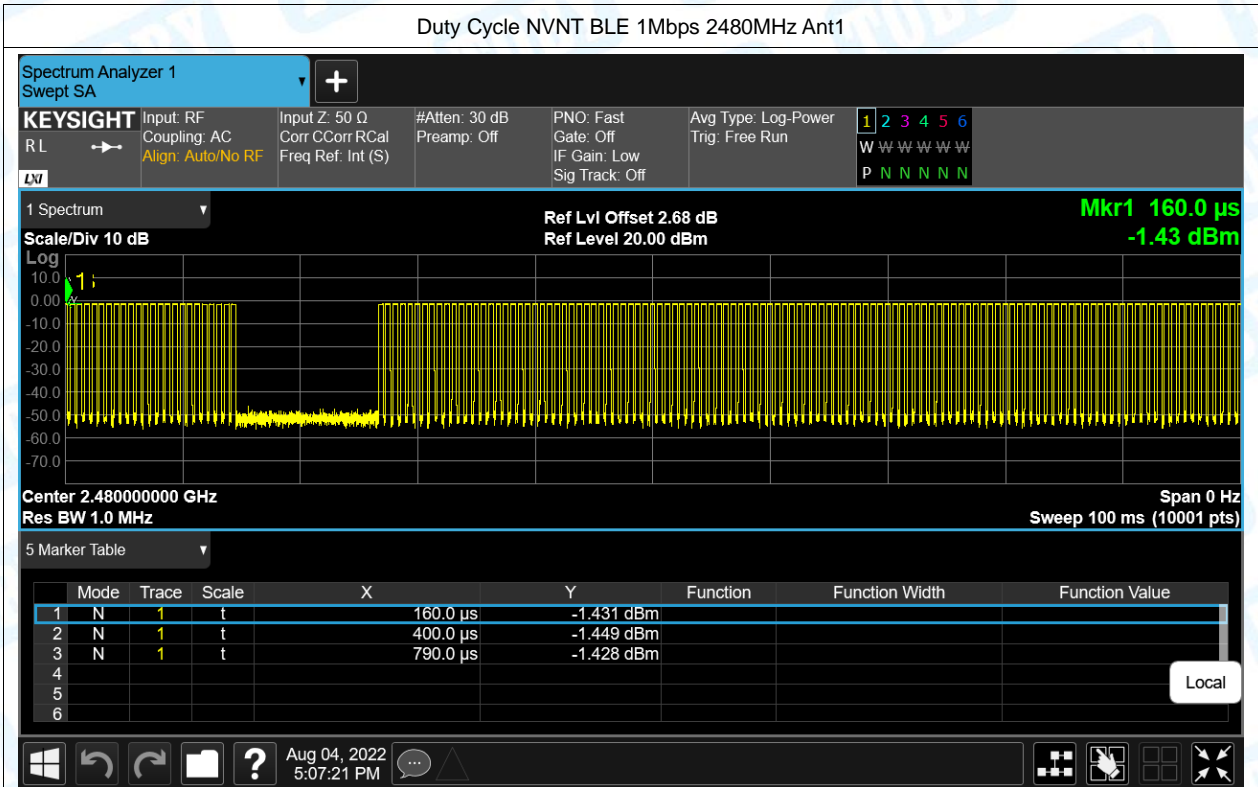 Duty Cycle NVNT BLE 1Mbps 2480MHz Ant1
Spectrum Analyzer 1
Swept SA
+
KEYSIGHT
R L
LXI
Input: RF
Coupling: AC
Align: Auto/No RF
Input Z: 50 Ω
Corr CCorr RCal
Freq Ref: Int (S)
#Atten: 30 dB
Preamp: Off
PNO: Fast
Gate: Off
IF Gain: Low
Sig Track: Off
Avg Type: Log-Power
Trig: Free Run
1 2 3 4 5 6
W W W W W W
P N N N N N
1 Spectrum
Scale/Div 10 dB
Ref Lvl Offset 2.68 dB
Ref Level 20.00 dBm
Mkr1 160.0 µs
-1.43 dBm
Log
10.0
0.00
-10.0
-20.0
-30.0
-40.0
-50.0
-60.0
-70.0
1
Center 2.480000000 GHz
Span 0 Hz
Res BW 1.0 MHz
Sweep 100 ms (10001 pts)
5 Marker Table
Mode Trace Scale X Y Function Function Width Function Value
1 N 1 t 160.0 µs -1.431 dBm
2 N 1 t 400.0 µs -1.449 dBm
3 N 1 t 790.0 µs -1.428 dBm
4
5
6
Local
?
Aug 04, 2022
5:07:21 PM